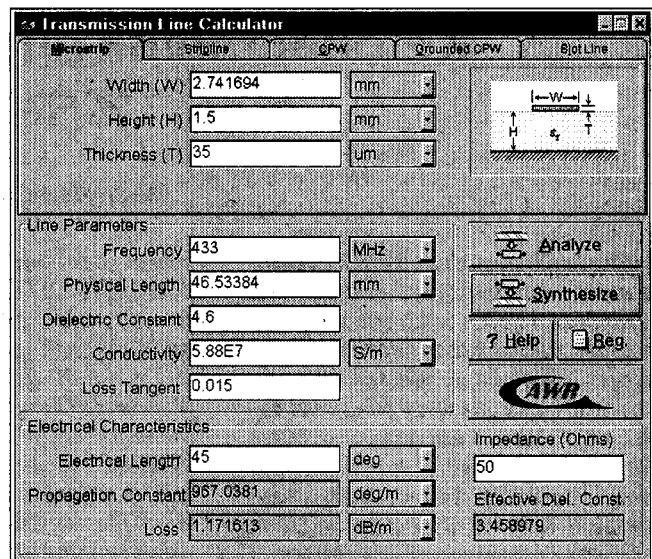 Transmission Line Calculator
Microstrip Stripline CPW Grounded CPW Slot Line
Width (W) 2.741694 mm
Height (H) 1.5 mm
Thickness (T) 35 um
W
H
εr
T
Line Parameters
Frequency 433 MHz
Physical Length 46.53384 mm
Dielectric Constant 4.6
Conductivity 5.88E7 S/m
Loss Tangent 0.015
Analyze
Synthesize
? Help Reg.
AWR
Electrical Characteristics
Electrical Length 45 deg
Propagation Constant 967.0381 deg/m
Loss 1.171613 dB/m
Impedance (Ohms)
50
Effective Diel. Const.
3.458979